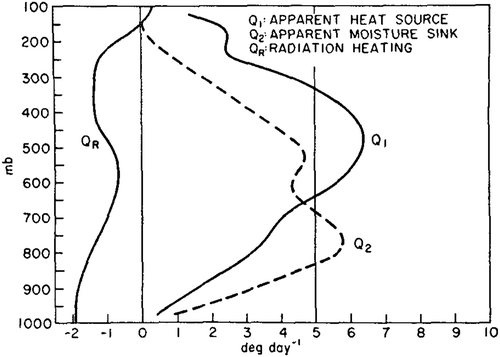 Q₁: APPARENT HEAT SOURCE
Q₂: APPARENT MOISTURE SINK
Q_R: RADIATION HEATING
100
200
300
400
500
600
700
800
900
1000
mb
Q_R
Q₁
Q₂
-2 -1 0 1 2 3 4 5 6 7 8 9 10
deg day⁻¹